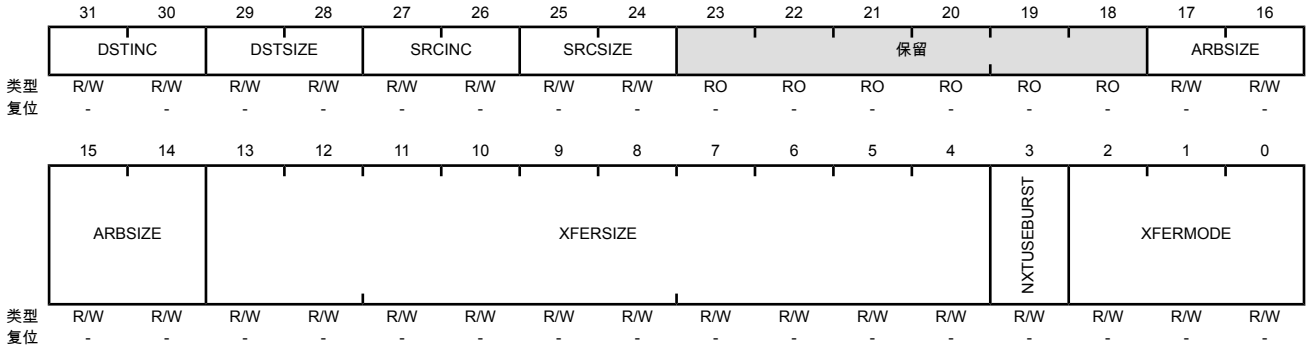 31 30 29 28 27 26 25 24 23 22 21 20 19 18 17 16
DSTINC DSTSIZE SRCINC SRCSIZE 保留 ARBSIZE
类型 R/W R/W R/W R/W R/W R/W R/W R/W RO RO RO RO RO RO R/W R/W
复位 - - - - - - - - - - - - - - - -
15 14 13 12 11 10 9 8 7 6 5 4 3 2 1 0
ARBSIZE XFERSIZE NXTUSEBURST XFERMODE
类型 R/W R/W R/W R/W R/W R/W R/W R/W R/W R/W R/W R/W R/W R/W R/W R/W
复位 - - - - - - - - - - - - - - - -